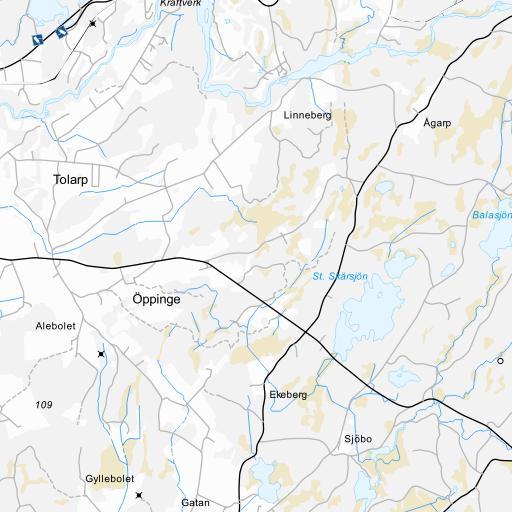 Kraftverk
Linneberg
Ågarp
Tolarp
Balasjön
St. Skärsjön
Öppinge
Alebolet
Ekeberg
109
Sjöbo
Gyllebolet
Gatan